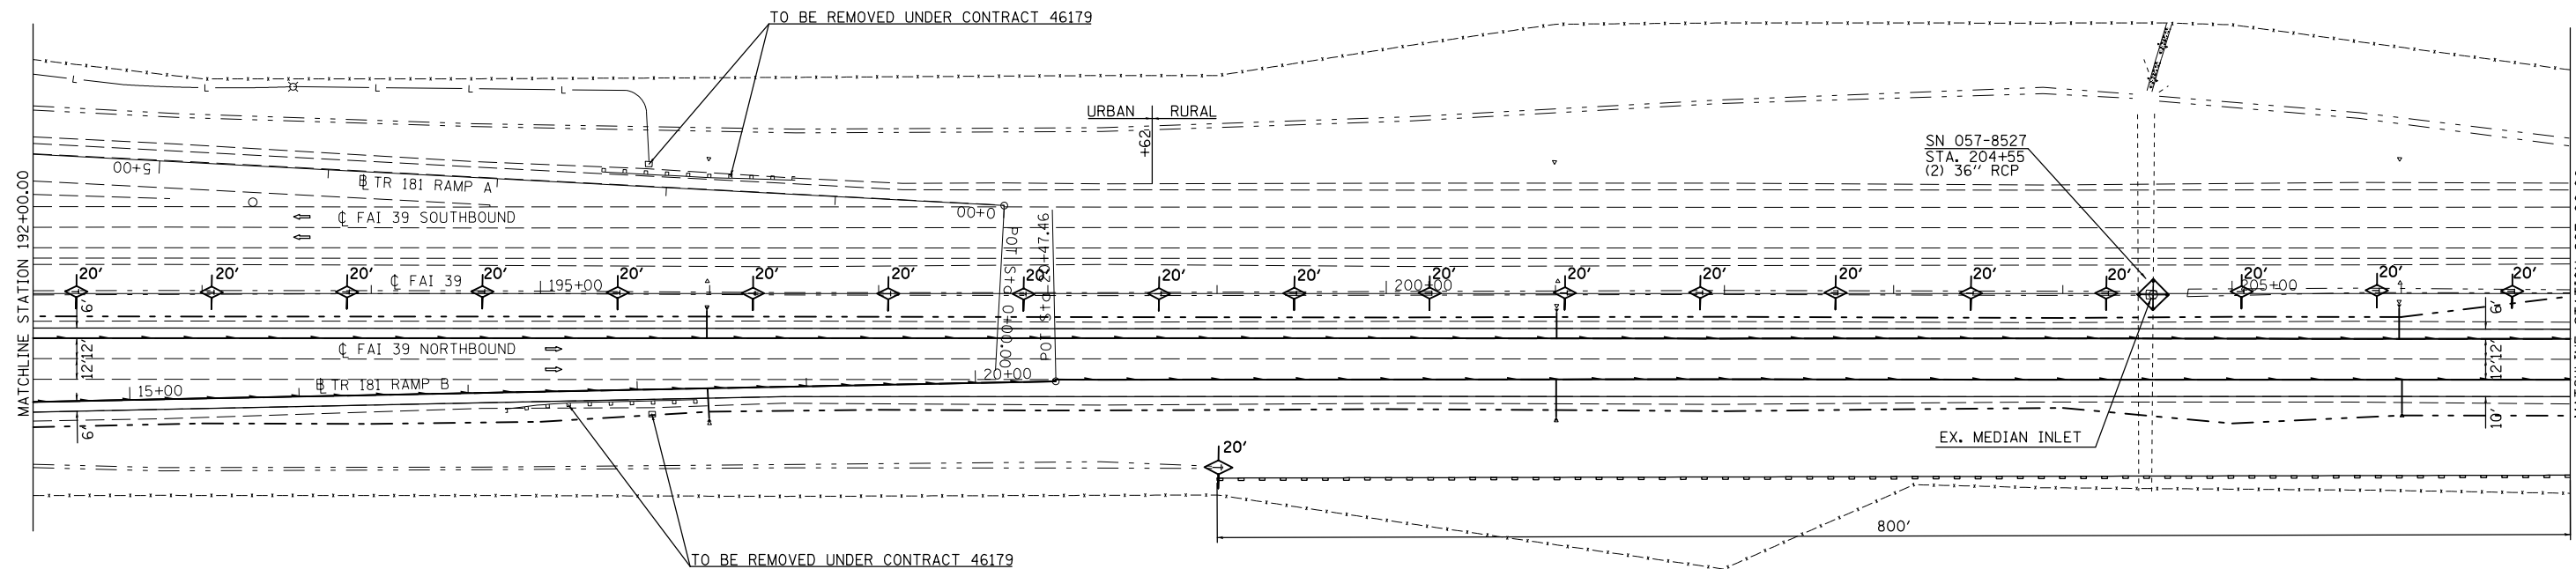 TO BE REMOVED UNDER CONTRACT 46179
L L L L L
URBAN RURAL
+62
SN 057-8527
STA. 204+55
(2) 36" RCP
MATCHLINE STATION 192+00.00
5+00
B TR 181 RAMP A
℄ FAI 39 SOUTHBOUND
0+00
POT Sta 0+00.00
POT Sta 20+47.46
20' 20' 20' 20' 20' 20' 20' 20' 20' 20' 20' 20' 20' 20' 20' 20' 20' 20' 20'
℄ FAI 39
195+00
200+00
205+00
6'
6'
℄ FAI 39 NORTHBOUND
12' 12'
12' 12'
15+00
B TR 181 RAMP B
20+00
6'
10'
EX. MEDIAN INLET
20'
800'
TO BE REMOVED UNDER CONTRACT 46179